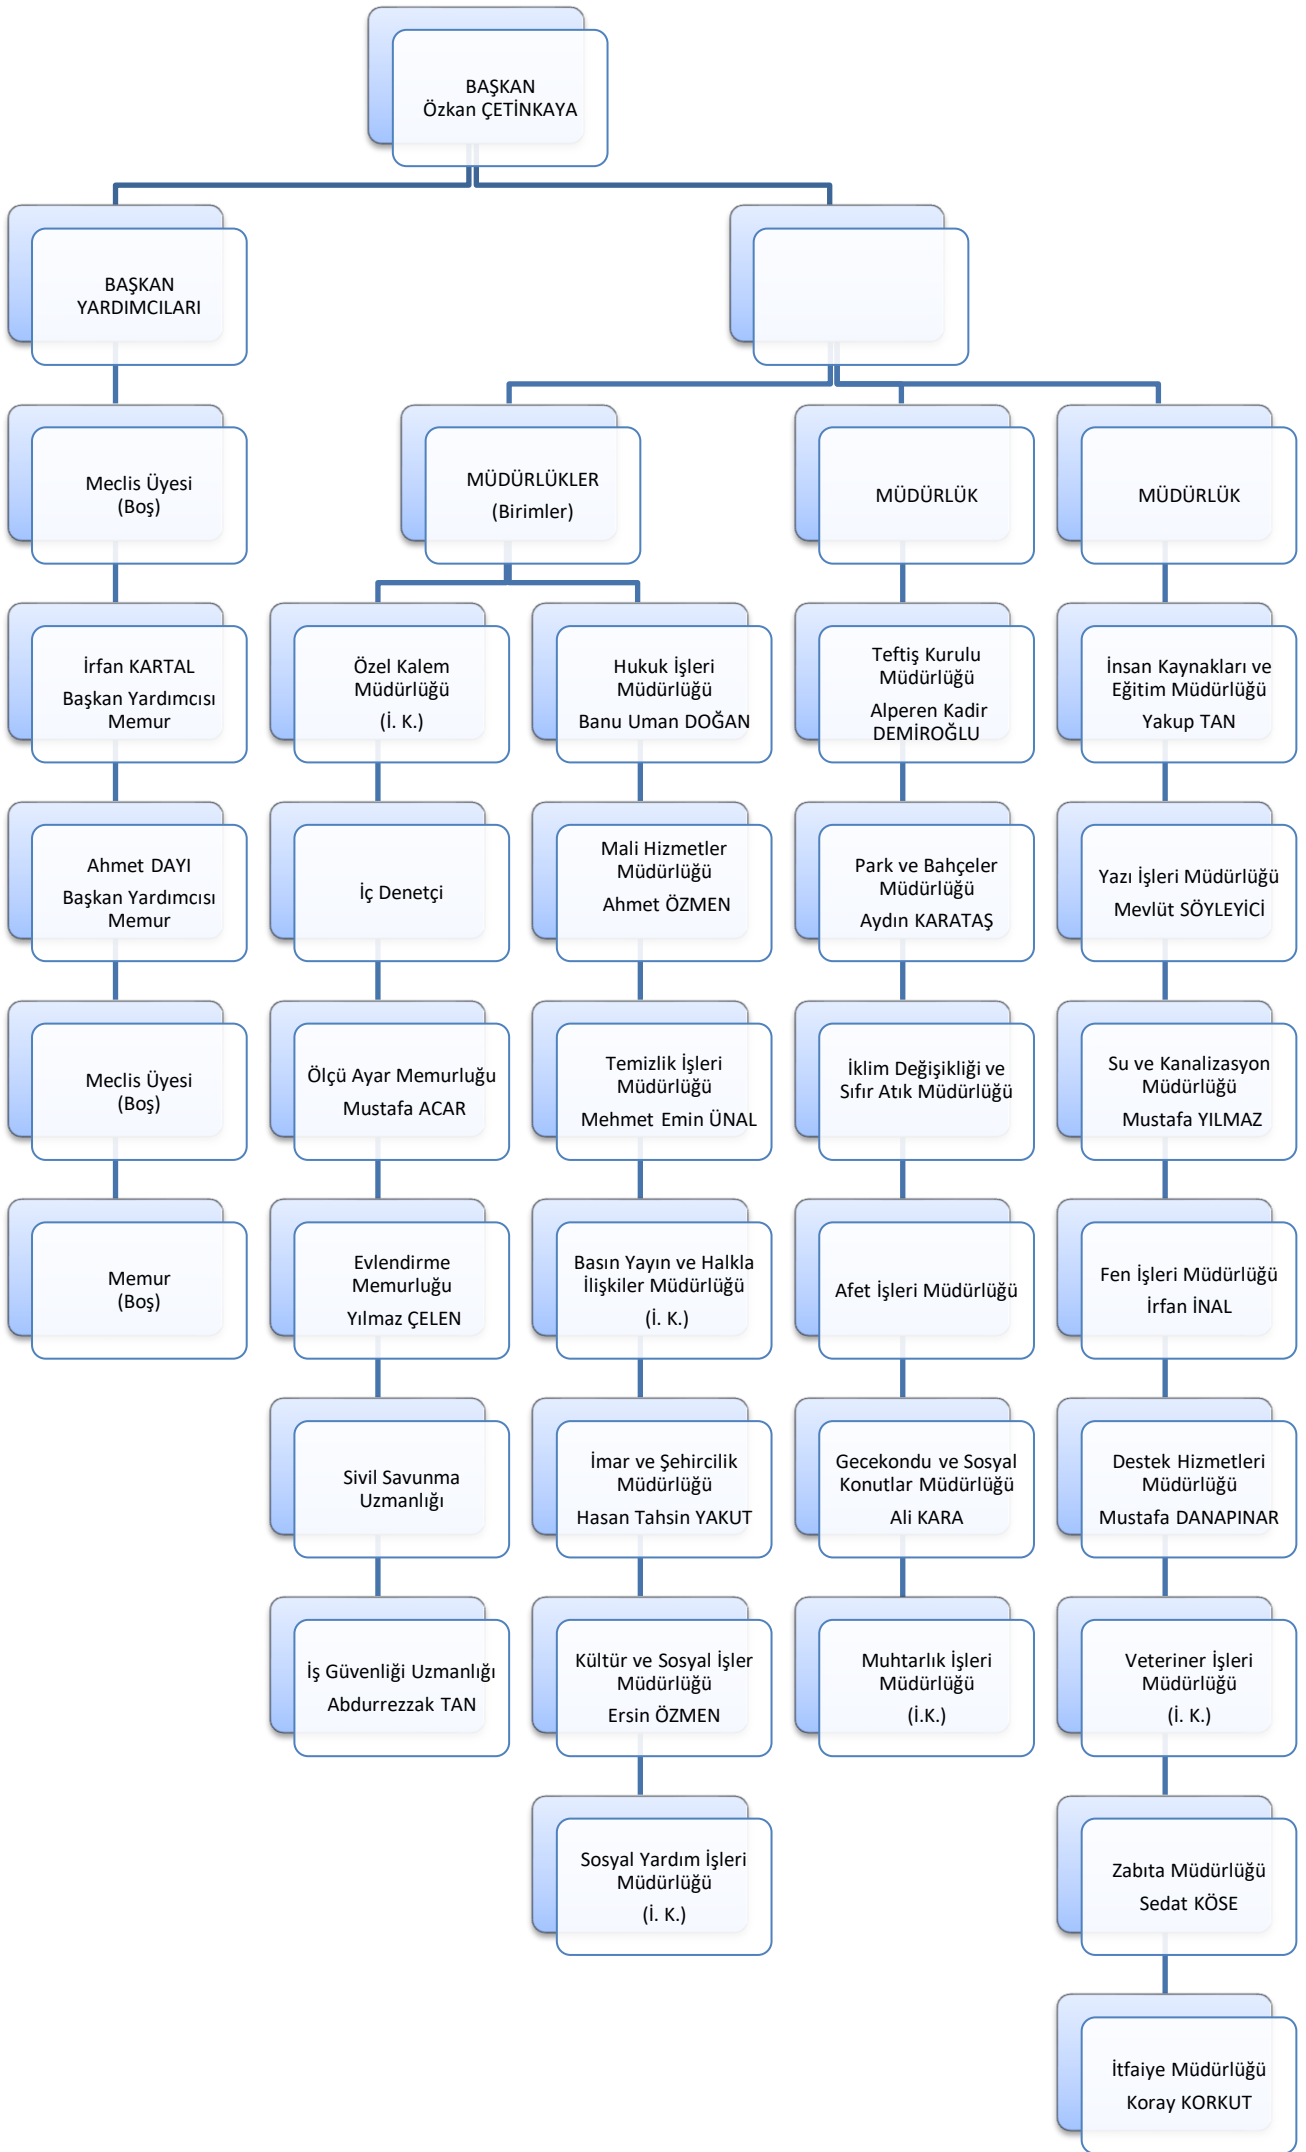 BAŞKAN
Özkan ÇETİNKAYA
BAŞKAN
YARDIMCILARI
Meclis Üyesi
(Boş)
İrfan KARTAL
Başkan Yardımcısı
Memur
Ahmet DAYI
Başkan Yardımcısı
Memur
Meclis Üyesi
(Boş)
Memur
(Boş)
MÜDÜRLÜKLER
(Birimler)
Özel Kalem
Müdürlüğü
(İ. K.)
İç Denetçi
Ölçü Ayar Memurluğu
Mustafa ACAR
Evlendirme
Memurluğu
Yılmaz ÇELEN
Sivil Savunma
Uzmanlığı
İş Güvenliği Uzmanlığı
Abdurrezzak TAN
Hukuk İşleri
Müdürlüğü
Banu Uman DOĞAN
Mali Hizmetler
Müdürlüğü
Ahmet ÖZMEN
Temizlik İşleri
Müdürlüğü
Mehmet Emin ÜNAL
Basın Yayın ve Halkla
İlişkiler Müdürlüğü
(İ. K.)
İmar ve Şehircilik
Müdürlüğü
Hasan Tahsin YAKUT
Kültür ve Sosyal İşler
Müdürlüğü
Ersin ÖZMEN
Sosyal Yardım İşleri
Müdürlüğü
(İ. K.)
MÜDÜRLÜK
Teftiş Kurulu
Müdürlüğü
Alperen Kadir
DEMİROĞLU
Park ve Bahçeler
Müdürlüğü
Aydın KARATAŞ
İklim Değişikliği ve
Sıfır Atık Müdürlüğü
Afet İşleri Müdürlüğü
Gecekondu ve Sosyal
Konutlar Müdürlüğü
Ali KARA
Muhtarlık İşleri
Müdürlüğü
(İ.K.)
MÜDÜRLÜK
İnsan Kaynakları ve
Eğitim Müdürlüğü
Yakup TAN
Yazı İşleri Müdürlüğü
Mevlüt SÖYLEYİCİ
Su ve Kanalizasyon
Müdürlüğü
Mustafa YILMAZ
Fen İşleri Müdürlüğü
İrfan İNAL
Destek Hizmetleri
Müdürlüğü
Mustafa DANAPINAR
Veteriner İşleri
Müdürlüğü
(İ. K.)
Zabıta Müdürlüğü
Sedat KÖSE
İtfaiye Müdürlüğü
Koray KORKUT